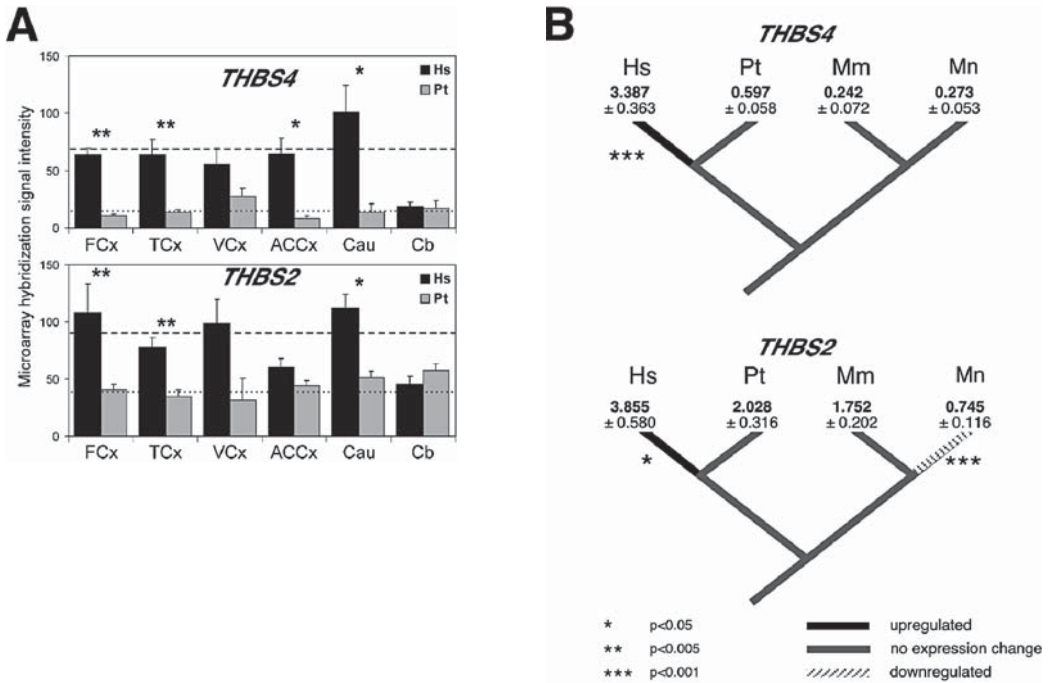 A
Microarray hybridization signal intensity
THBS4
Hs
Pt
150
100
50
0
**
**
*
*
FCx TCx VCx ACCx Cau Cb
THBS2
Hs
Pt
150
100
50
0
**
**
*
FCx TCx VCx ACCx Cau Cb
B
THBS4
Hs Pt Mm Mn
3.387 0.597 0.242 0.273
± 0.363 ± 0.058 ± 0.072 ± 0.053
***
THBS2
Hs Pt Mm Mn
3.855 2.028 1.752 0.745
± 0.580 ± 0.316 ± 0.202 ± 0.116
* ***
* p<0.05 upregulated
** p<0.005 no expression change
*** p<0.001 downregulated